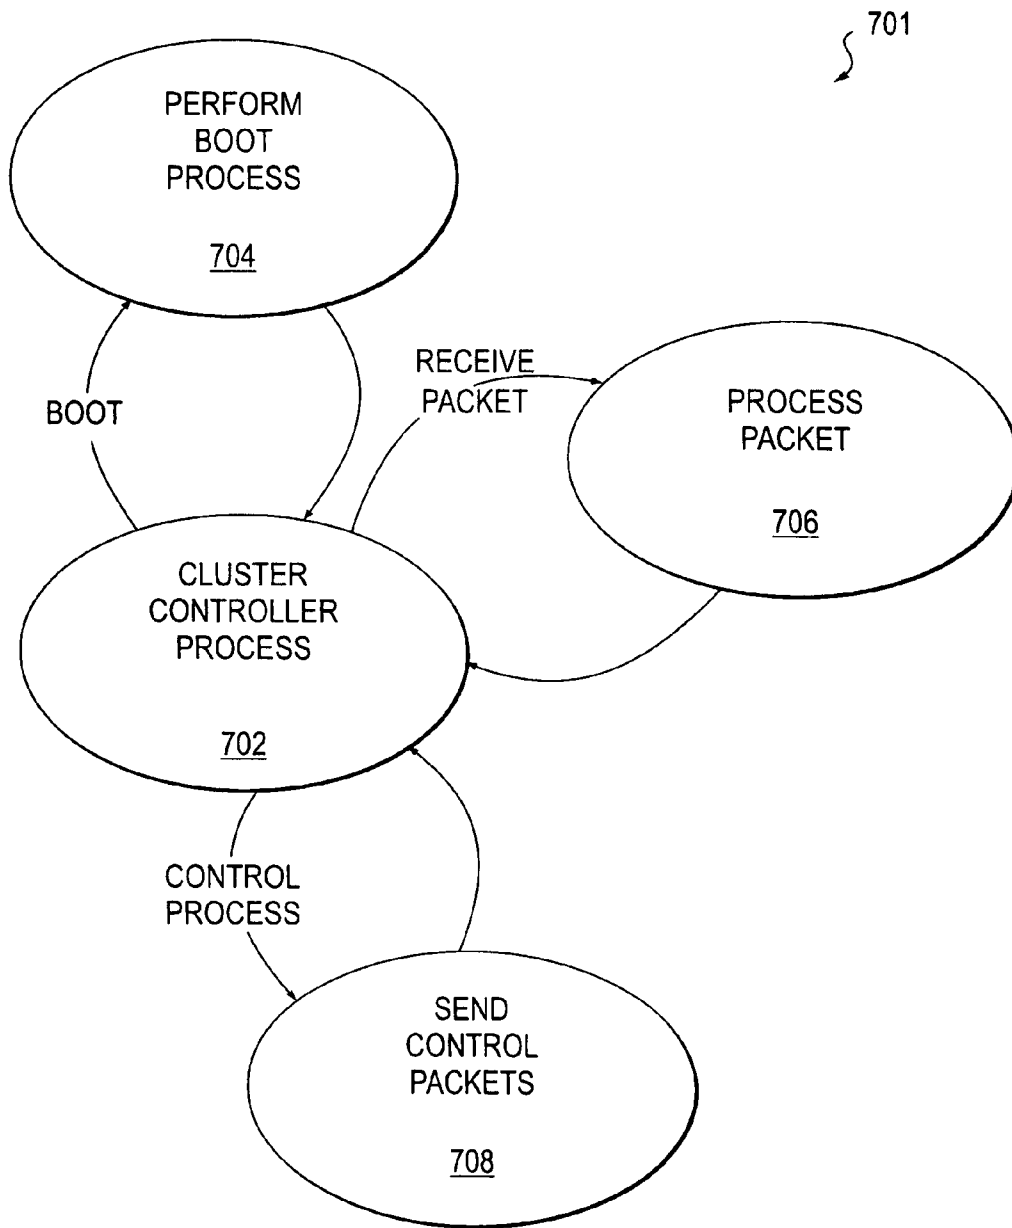 701
PERFORM
BOOT
PROCESS
704
BOOT
RECEIVE
PACKET
PROCESS
PACKET
706
CLUSTER
CONTROLLER
PROCESS
702
CONTROL
PROCESS
SEND
CONTROL
PACKETS
708